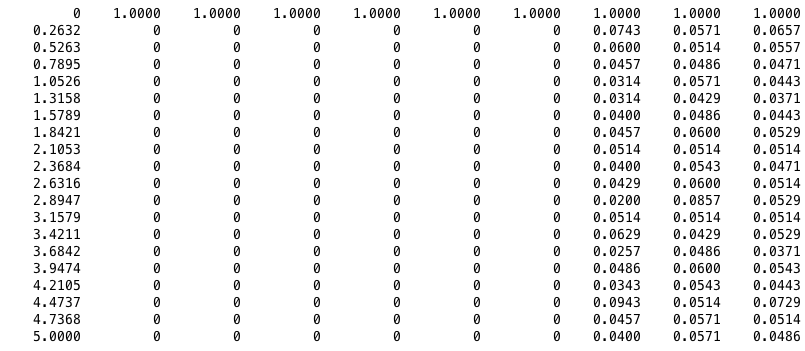 0 1.0000 1.0000 1.0000 1.0000 1.0000 1.0000 1.0000 1.0000 1.0000
0.2632 0 0 0 0 0 0 0.0743 0.0571 0.0657
0.5263 0 0 0 0 0 0 0.0600 0.0514 0.0557
0.7895 0 0 0 0 0 0 0.0457 0.0486 0.0471
1.0526 0 0 0 0 0 0 0.0314 0.0571 0.0443
1.3158 0 0 0 0 0 0 0.0314 0.0429 0.0371
1.5789 0 0 0 0 0 0 0.0400 0.0486 0.0443
1.8421 0 0 0 0 0 0 0.0457 0.0600 0.0529
2.1053 0 0 0 0 0 0 0.0514 0.0514 0.0514
2.3684 0 0 0 0 0 0 0.0400 0.0543 0.0471
2.6316 0 0 0 0 0 0 0.0429 0.0600 0.0514
2.8947 0 0 0 0 0 0 0.0200 0.0857 0.0529
3.1579 0 0 0 0 0 0 0.0514 0.0514 0.0514
3.4211 0 0 0 0 0 0 0.0629 0.0429 0.0529
3.6842 0 0 0 0 0 0 0.0257 0.0486 0.0371
3.9474 0 0 0 0 0 0 0.0486 0.0600 0.0543
4.2105 0 0 0 0 0 0 0.0343 0.0543 0.0443
4.4737 0 0 0 0 0 0 0.0943 0.0514 0.0729
4.7368 0 0 0 0 0 0 0.0457 0.0571 0.0514
5.0000 0 0 0 0 0 0 0.0400 0.0571 0.0486